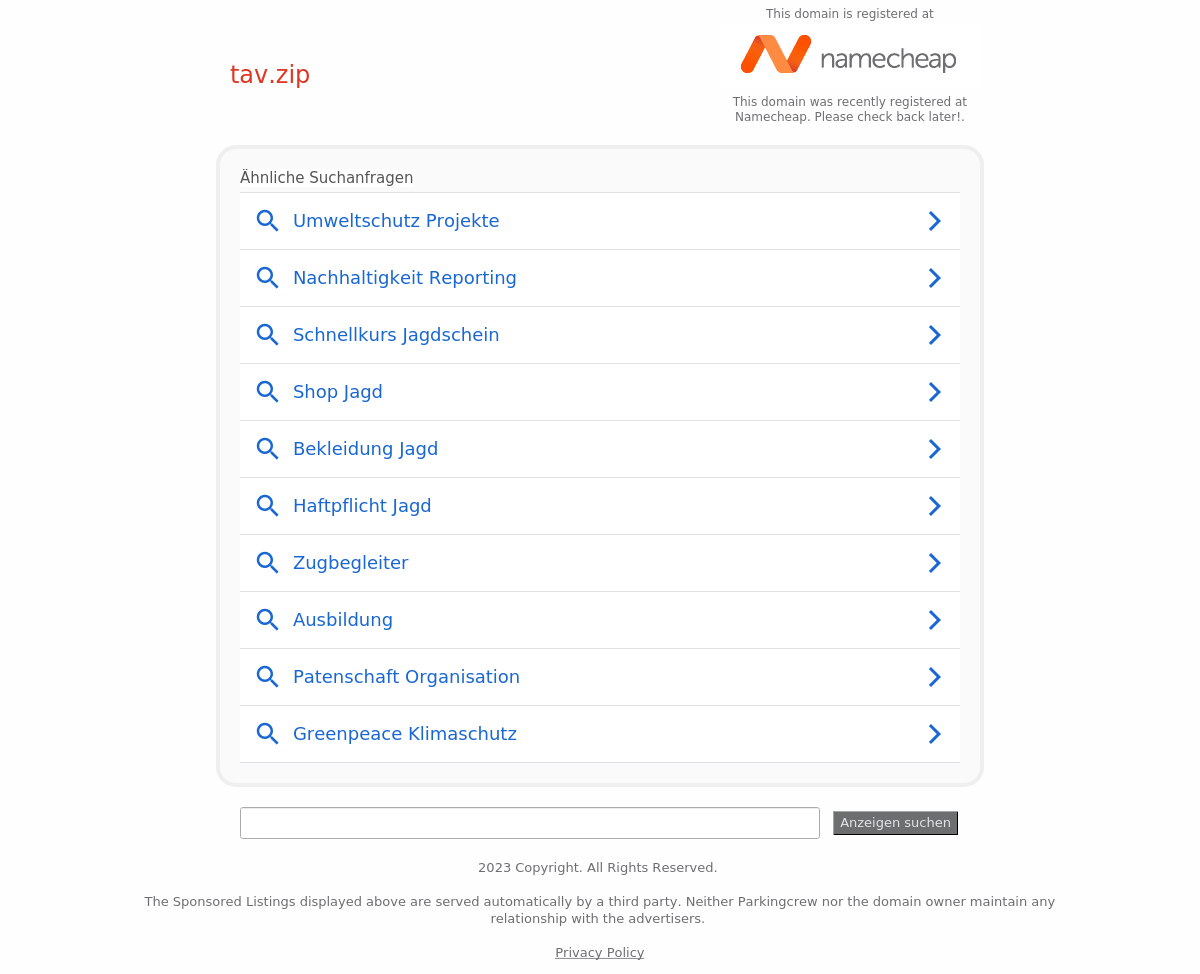 This domain is registered at
namecheap
tav.zip
This domain was recently registered at
Namecheap. Please check back later!.
Ähnliche Suchanfragen
Umweltschutz Projekte
Nachhaltigkeit Reporting
Schnellkurs Jagdschein
Shop Jagd
Bekleidung Jagd
Haftpflicht Jagd
Zugbegleiter
Ausbildung
Patenschaft Organisation
Greenpeace Klimaschutz
Anzeigen suchen
2023 Copyright. All Rights Reserved.
The Sponsored Listings displayed above are served automatically by a third party. Neither Parkingcrew nor the domain owner maintain any
relationship with the advertisers.
Privacy Policy